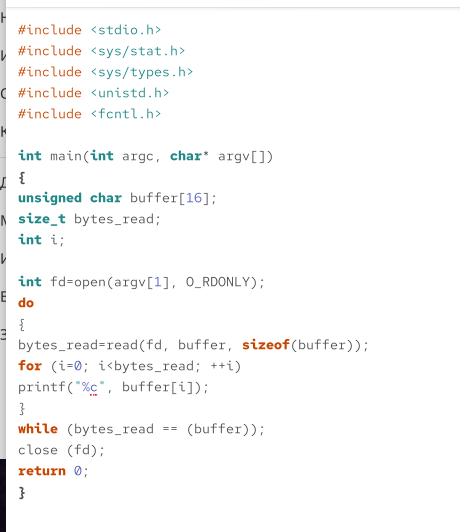 #include <stdio.h>
#include <sys/stat.h>
#include <sys/types.h>
#include <unistd.h>
#include <fcntl.h>
int main(int argc, char* argv[])
{
unsigned char buffer[16];
size_t bytes_read;
int i;
int fd=open(argv[1], O_RDONLY);
do
{
bytes_read=read(fd, buffer, sizeof(buffer));
for (i=0; i<bytes_read; ++i)
printf("%c", buffer[i]);
}
while (bytes_read == (buffer));
close (fd);
return 0;
}